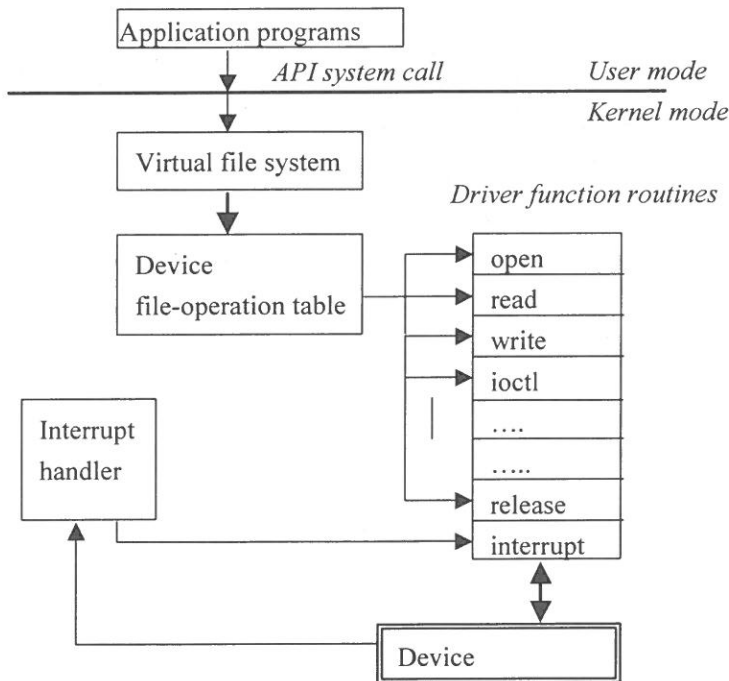 Application programs
API system call
User mode
Kernel mode
Virtual file system
Driver function routines
Device
file-operation table
open
read
write
ioctl
….
…..
release
interrupt
Interrupt
handler
Device